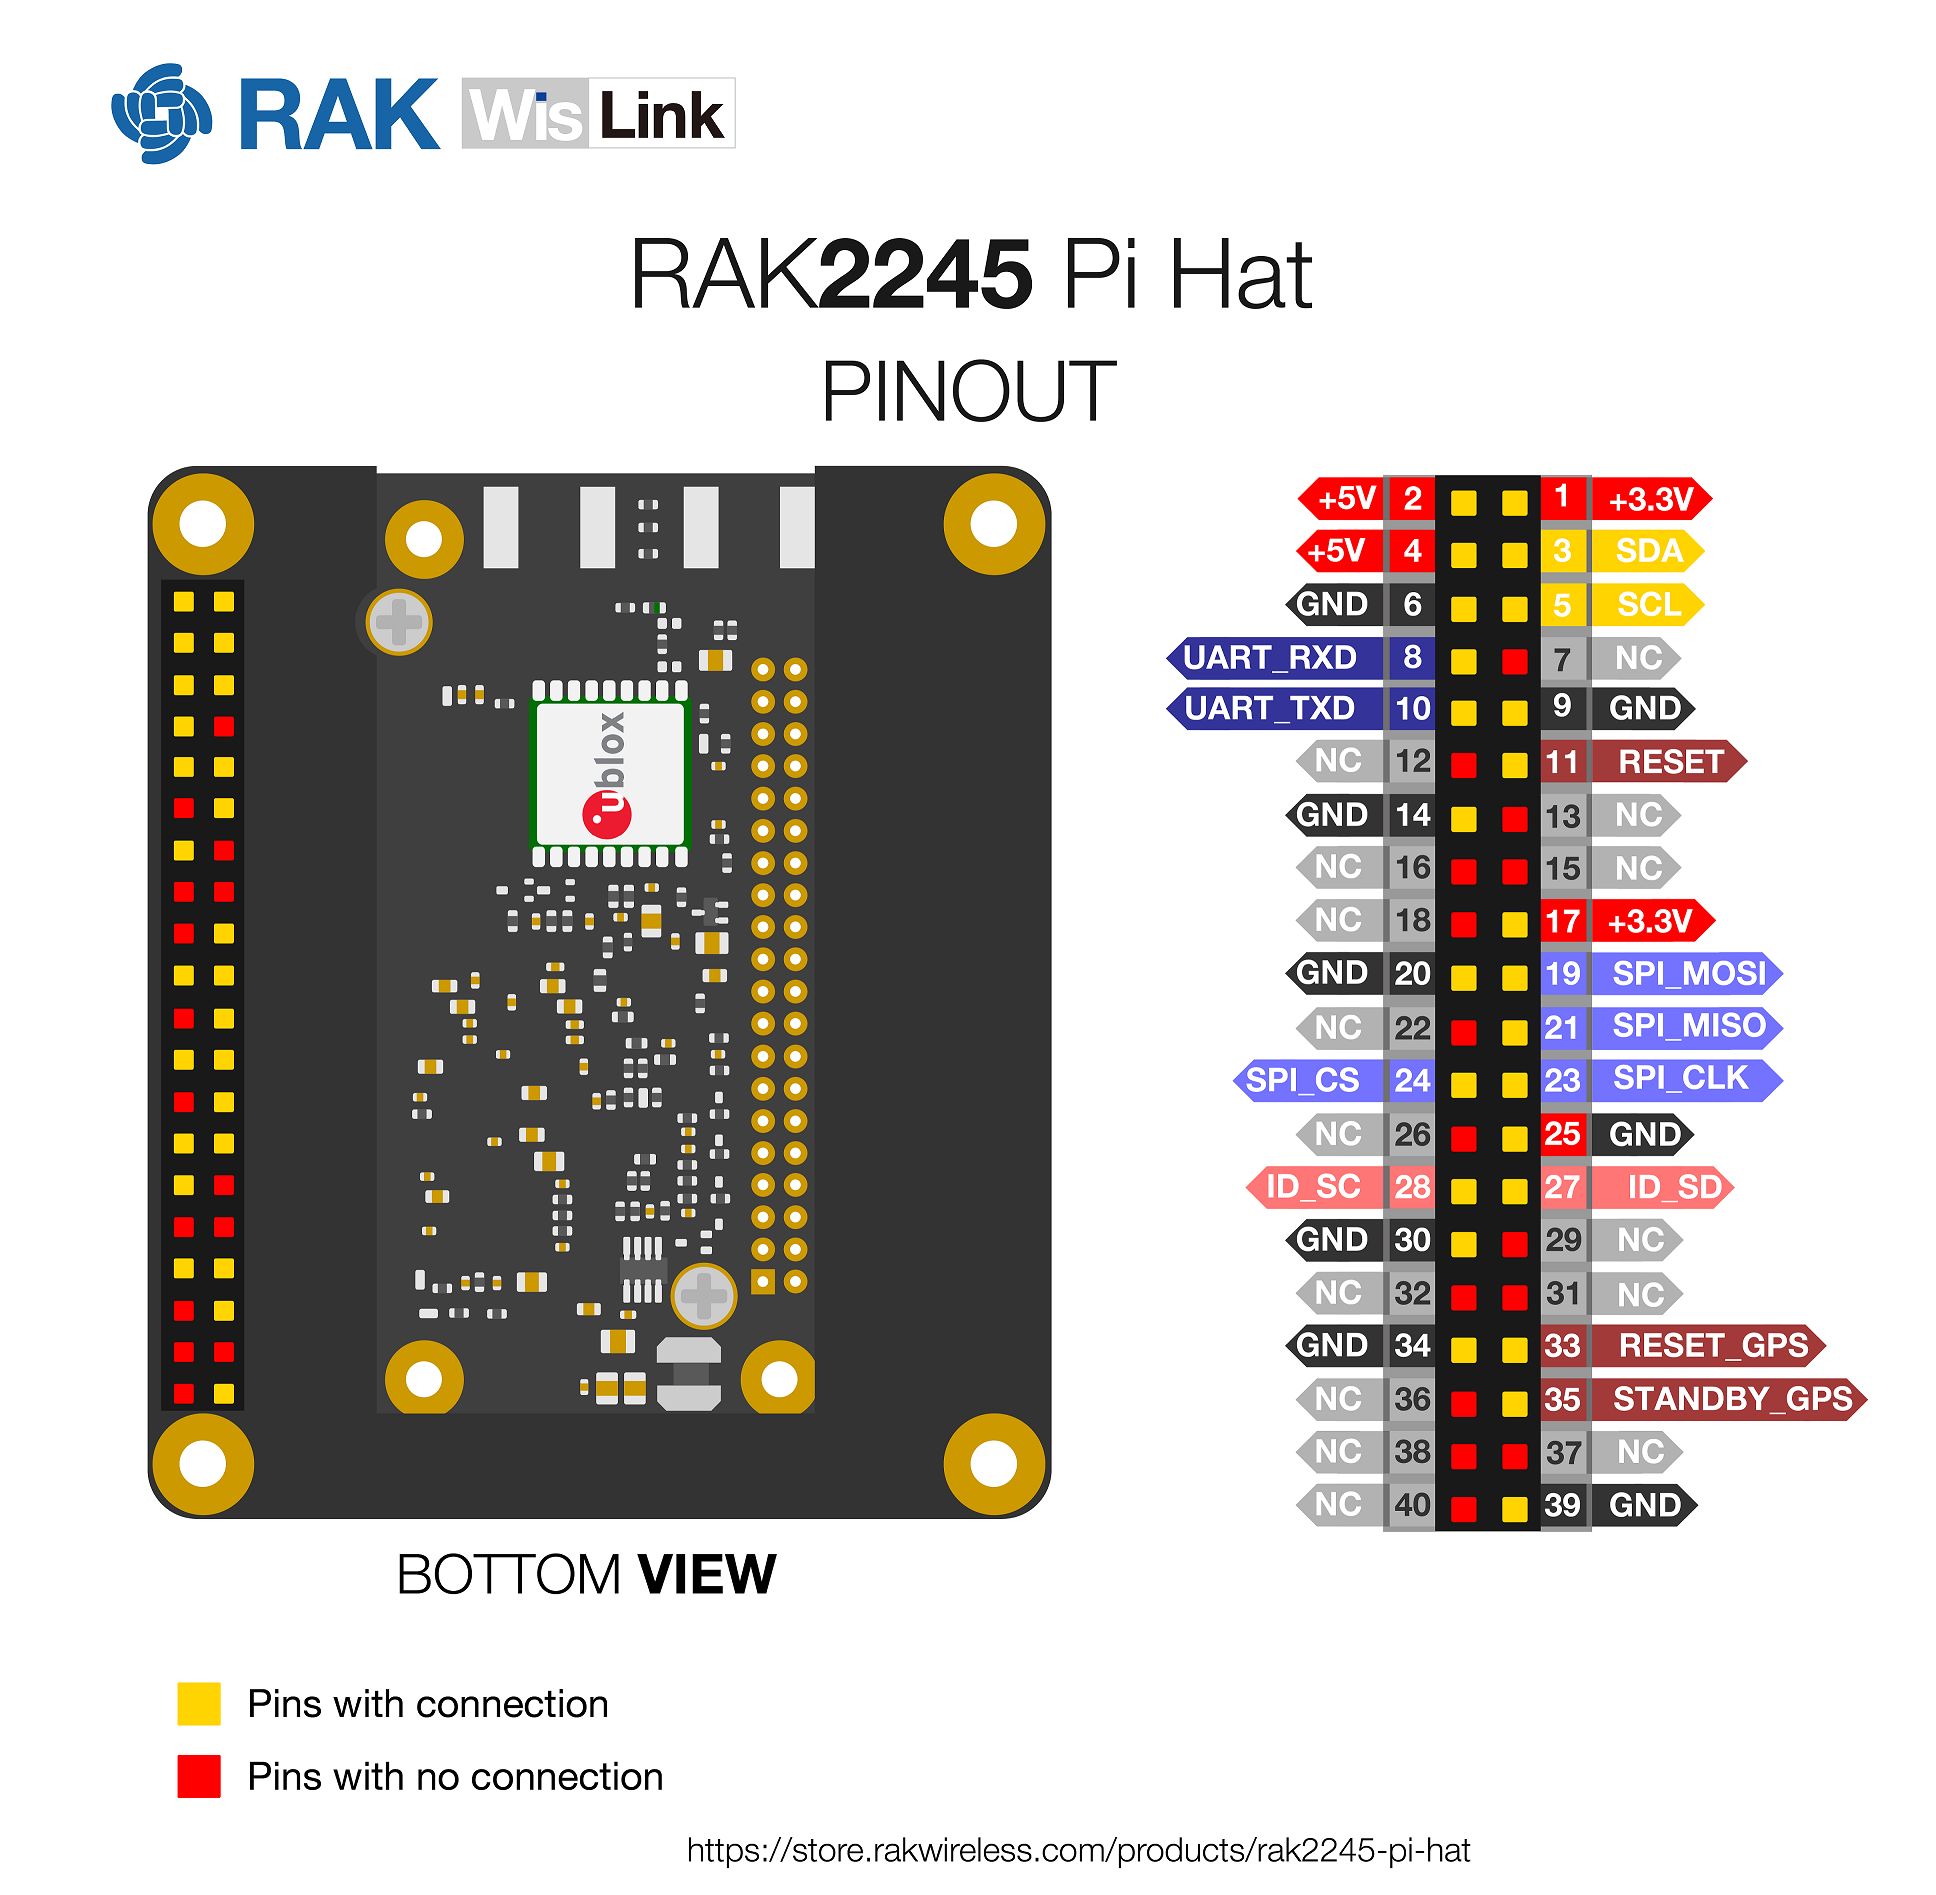 RAK WisLink
RAK2245 Pi Hat
PINOUT
ublox
+5V 2 1 +3.3V
+5V 4 3 SDA
GND 6 5 SCL
UART_RXD 8 7 NC
UART_TXD 10 9 GND
NC 12 11 RESET
GND 14 13 NC
NC 16 15 NC
NC 18 17 +3.3V
GND 20 19 SPI_MOSI
NC 22 21 SPI_MISO
SPI_CS 24 23 SPI_CLK
NC 26 25 GND
ID_SC 28 27 ID_SD
GND 30 29 NC
NC 32 31 NC
GND 34 33 RESET_GPS
NC 36 35 STANDBY_GPS
NC 38 37 NC
NC 40 39 GND
BOTTOM VIEW
Pins with connection
Pins with no connection
https://store.rakwireless.com/products/rak2245-pi-hat